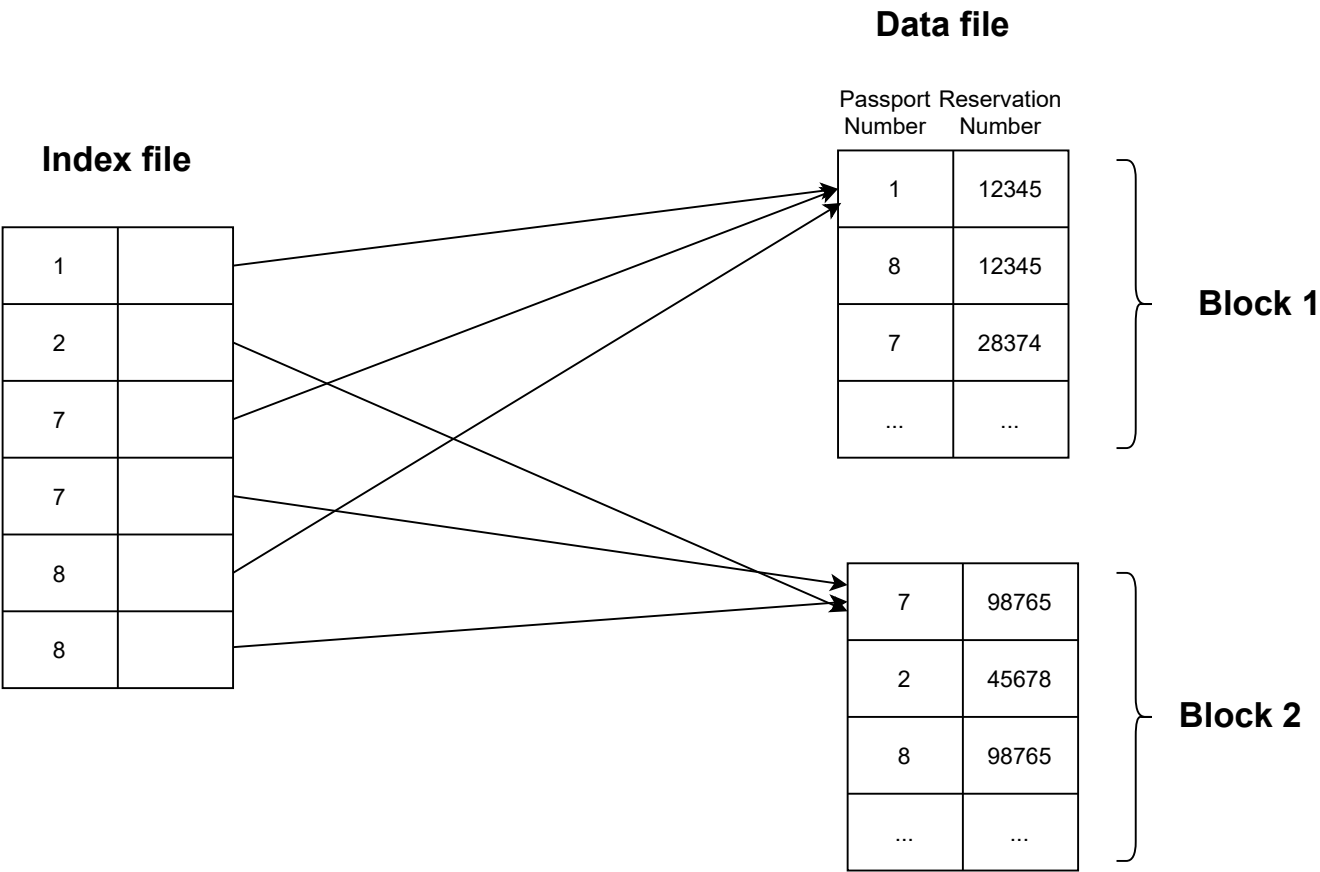 Data file
Passport Reservation
Number Number
Index file
1
2
7
7
8
8
1 12345
8 12345
7 28374
... ...
Block 1
7 98765
2 45678
8 98765
... ...
Block 2